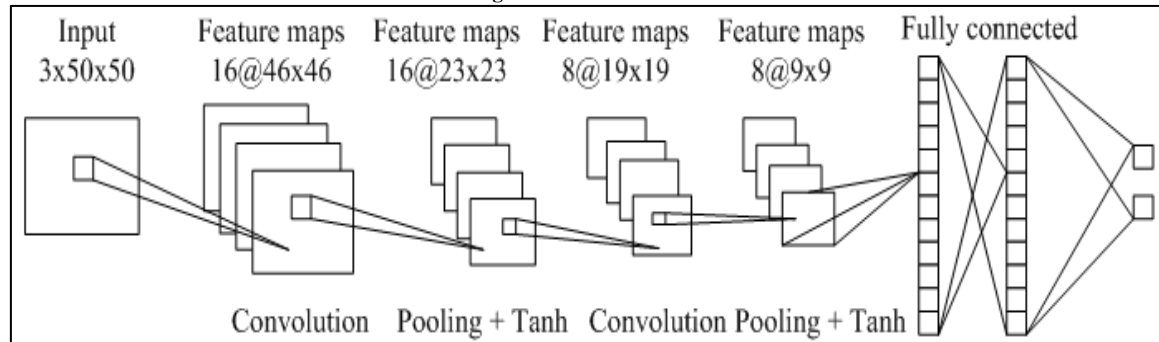 Input
3x50x50
Feature maps
16@46x46
Feature maps
16@23x23
Feature maps
8@19x19
Feature maps
8@9x9
Fully connected
Convolution
Pooling + Tanh
Convolution
Pooling + Tanh